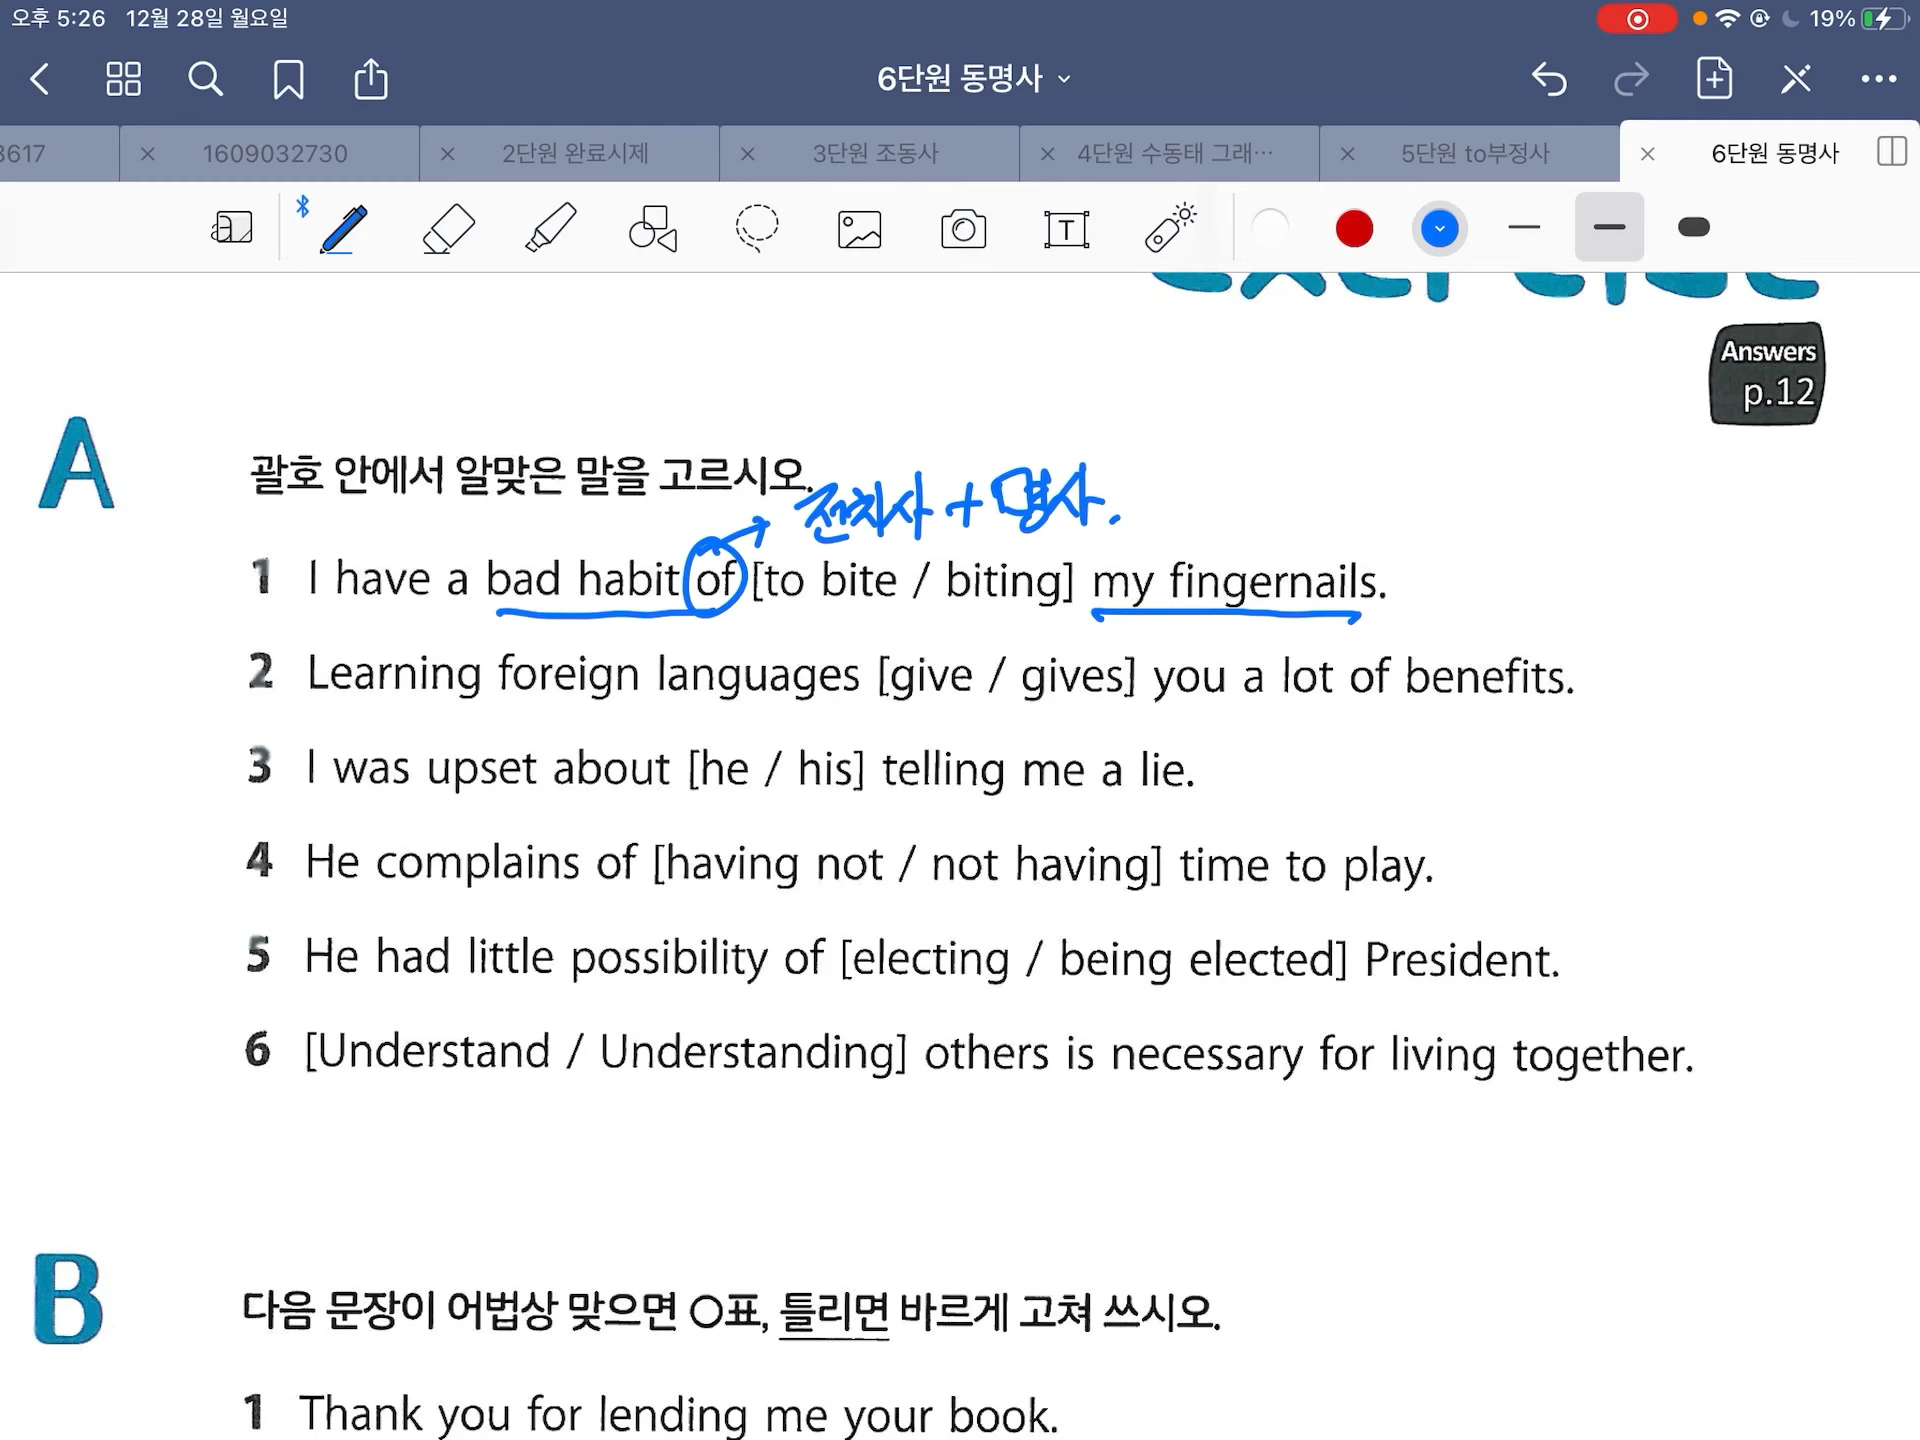 오후 5:26 12월 28일 월요일 19%
6단원 동명사
3617 1609032730 2단원 완료시제 3단원 조동사 4단원 수동태 그래… 5단원 to부정사 6단원 동명사
exercise
Answers
p.12
A
괄호 안에서 알맞은 말을 고르시오.
전치사 + 명사.
1 I have a bad habit of [to bite / biting] my fingernails.
2 Learning foreign languages [give / gives] you a lot of benefits.
3 I was upset about [he / his] telling me a lie.
4 He complains of [having not / not having] time to play.
5 He had little possibility of [electing / being elected] President.
6 [Understand / Understanding] others is necessary for living together.
B
다음 문장이 어법상 맞으면 O표, 틀리면 바르게 고쳐 쓰시오.
1 Thank you for lending me your book.